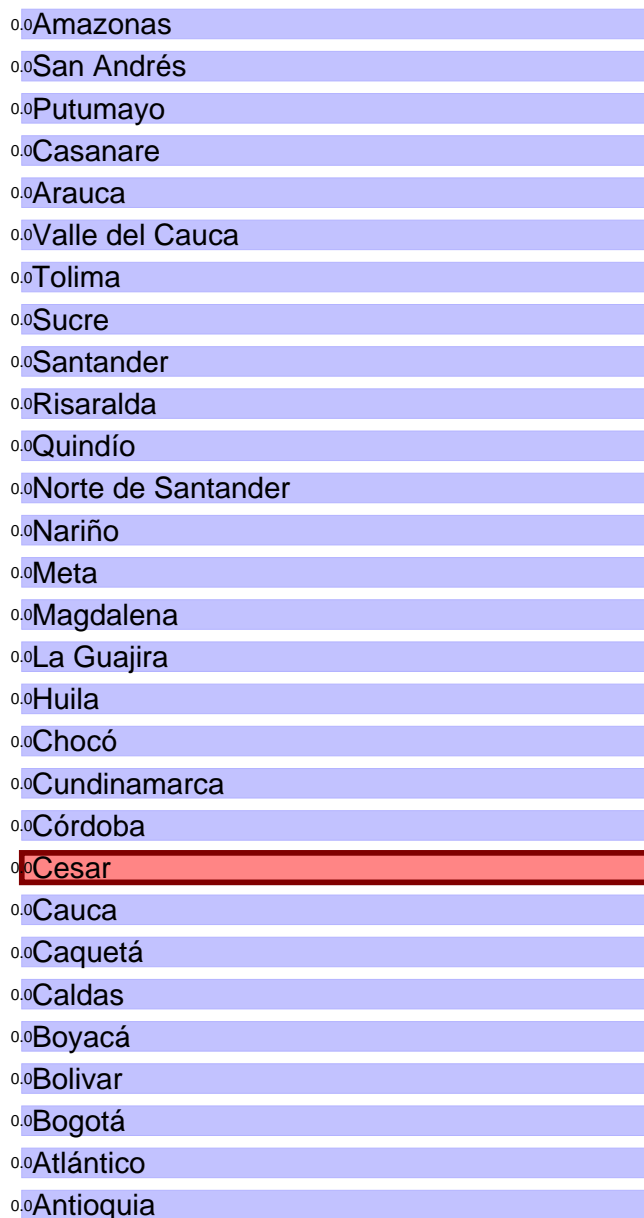 0.0Amazonas
0.0San Andrés
0.0Putumayo
0.0Casanare
0.0Arauca
0.0Valle del Cauca
0.0Tolima
0.0Sucre
0.0Santander
0.0Risaralda
0.0Quindío
0.0Norte de Santander
0.0Nariño
0.0Meta
0.0Magdalena
0.0La Guajira
0.0Huila
0.0Chocó
0.0Cundinamarca
0.0Córdoba
0.0Cesar
0.0Cauca
0.0Caquetá
0.0Caldas
0.0Boyacá
0.0Bolivar
0.0Bogotá
0.0Atlántico
0.0Antioquia